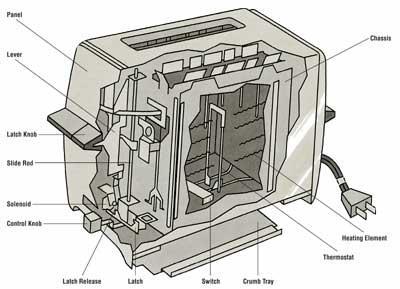 Panel
Chassis
Lever
Latch Knob
Slide Rod
Solenoid
Control Knob
Heating Element
Thermostat
Latch Release
Latch
Switch
Crumb Tray